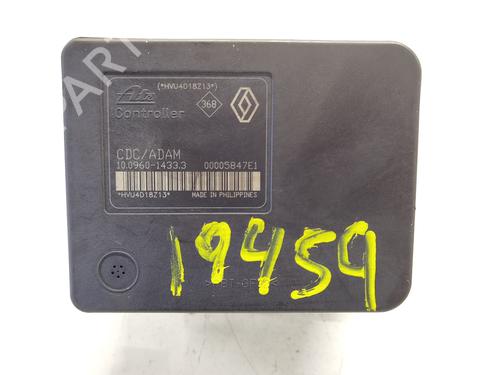 (*HVU4D18Z13*)
Ate
368
Controller
CDC/ADAM
10.0960-1433.3 00005847E1
*HVU4D18Z13* MADE IN PHILIPPINES
19459